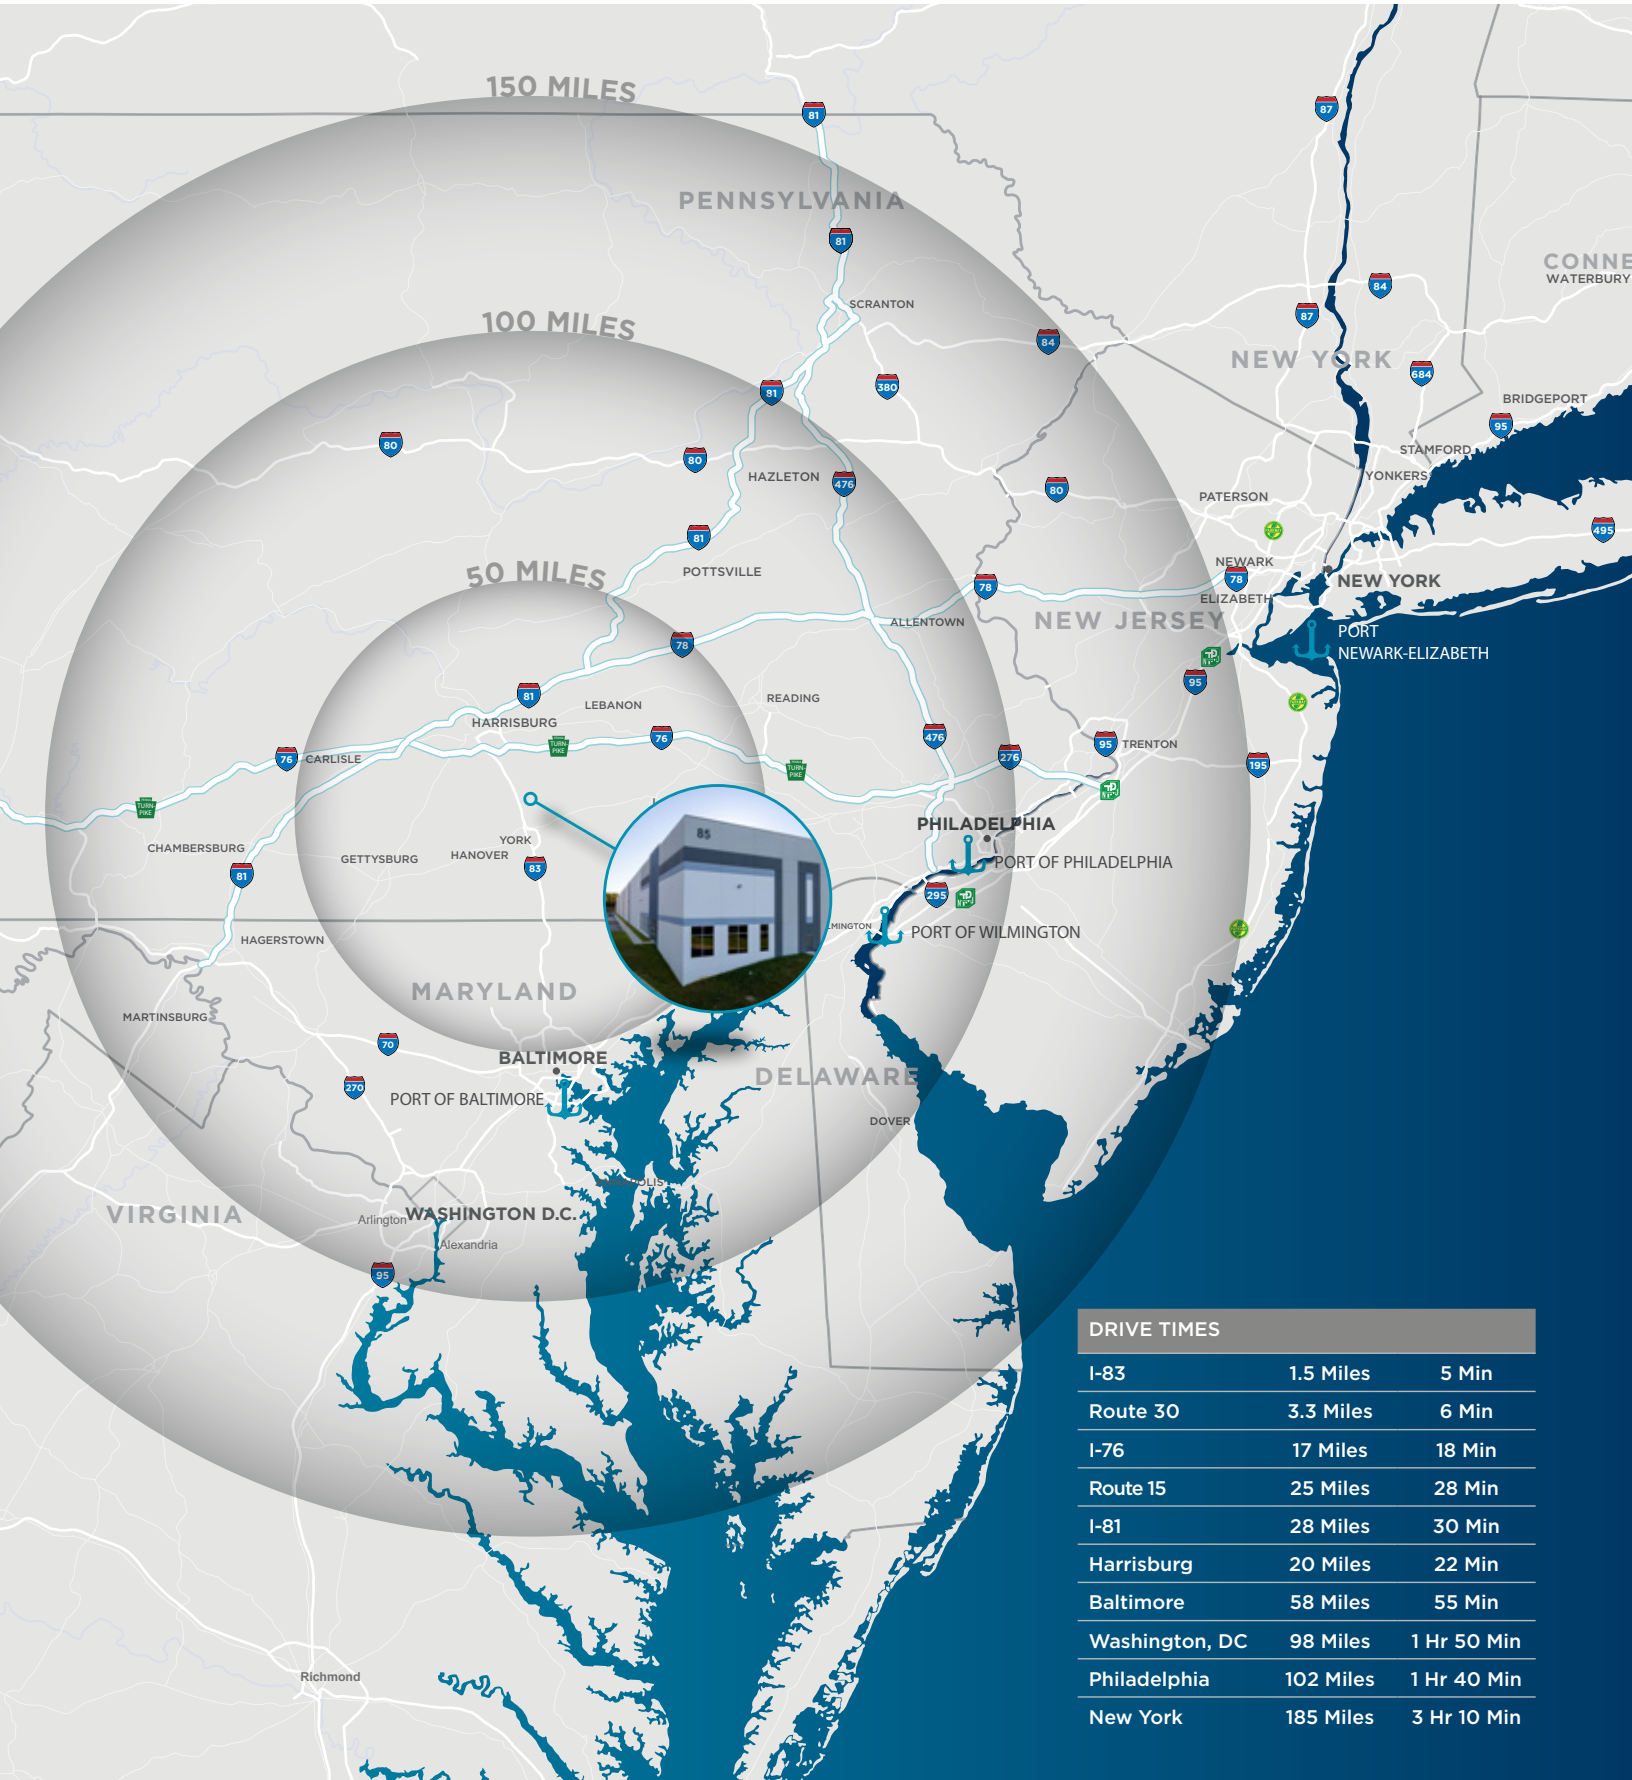 150 MILES
81
87
PENNSYLVANIA
81
CONNE
WATERBURY
84
SCRANTON
87
100 MILES
84
NEW YORK
684
380
81
BRIDGEPORT
95
80
80
STAMFORD
HAZLETON
476
YONKERS
80
PATERSON
495
81
50 MILES
POTTSVILLE
NEWARK
78
78
NEW YORK
ELIZABETH
ALLENTOWN
NEW JERSEY
PORT
NEWARK-ELIZABETH
78
95
81
READING
LEBANON
HARRISBURG
76
476
TURN-
PIKE
95
TRENTON
76
CARLISLE
276
195
TURN-
PIKE
TURN-
PIKE
PHILADELPHIA
85
YORK
CHAMBERSBURG
GETTYSBURG
HANOVER
83
PORT OF PHILADELPHIA
81
295
LMINGTON
PORT OF WILMINGTON
HAGERSTOWN
MARYLAND
MARTINSBURG
70
BALTIMORE
DELAWARE
270
PORT OF BALTIMORE
DOVER
VIRGINIA
Arlington
WASHINGTON D.C.
Alexandria
95
DRIVE TIMES
I-83 1.5 Miles 5 Min
Route 30 3.3 Miles 6 Min
I-76 17 Miles 18 Min
Route 15 25 Miles 28 Min
I-81 28 Miles 30 Min
Harrisburg 20 Miles 22 Min
Baltimore 58 Miles 55 Min
Washington, DC 98 Miles 1 Hr 50 Min
Philadelphia 102 Miles 1 Hr 40 Min
New York 185 Miles 3 Hr 10 Min
Richmond